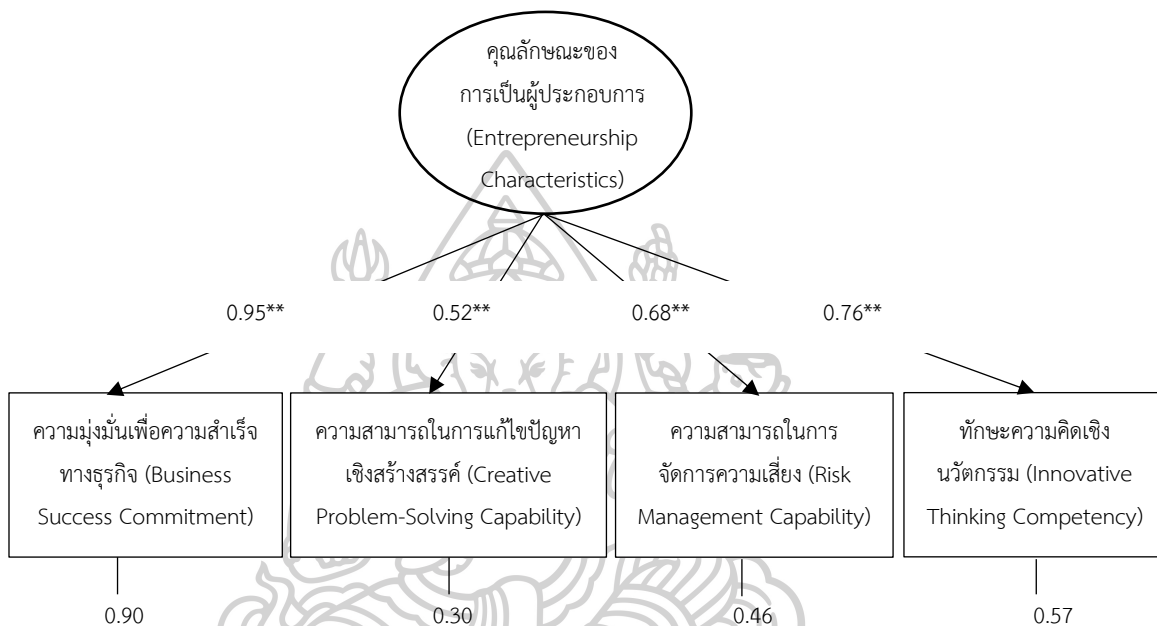 คุณลักษณะของ
การเป็นผู้ประกอบการ
(Entrepreneurship
Characteristics)
0.95**
0.52**
0.68**
0.76**
ความมุ่งมั่นเพื่อความสำเร็จ
ทางธุรกิจ (Business
Success Commitment)
ความสามารถในการแก้ไขปัญหา
เชิงสร้างสรรค์ (Creative
Problem-Solving Capability)
ความสามารถในการ
จัดการความเสี่ยง (Risk
Management Capability)
ทักษะความคิดเชิง
นวัตกรรม (Innovative
Thinking Competency)
0.90
0.30
0.46
0.57